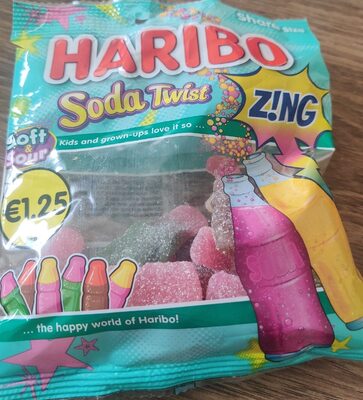 Share size
HARIBO
Soda Twist
Z!NG
Kids and grown-ups love it so ...
Soft
Sour
€1.25
... the happy world of Haribo!